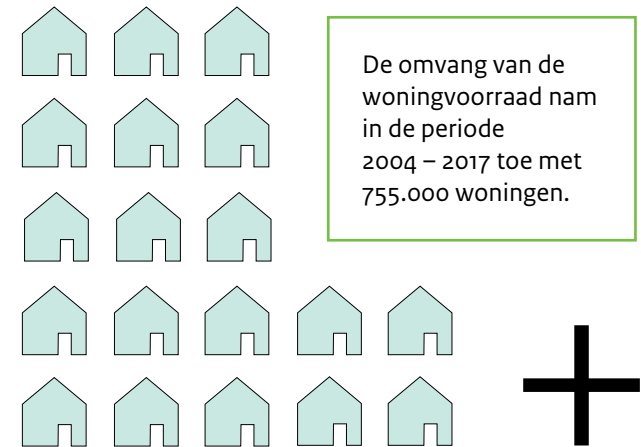 De omvang van de
woningvoorraad nam
in de periode
2004 – 2017 toe met
755.000 woningen.